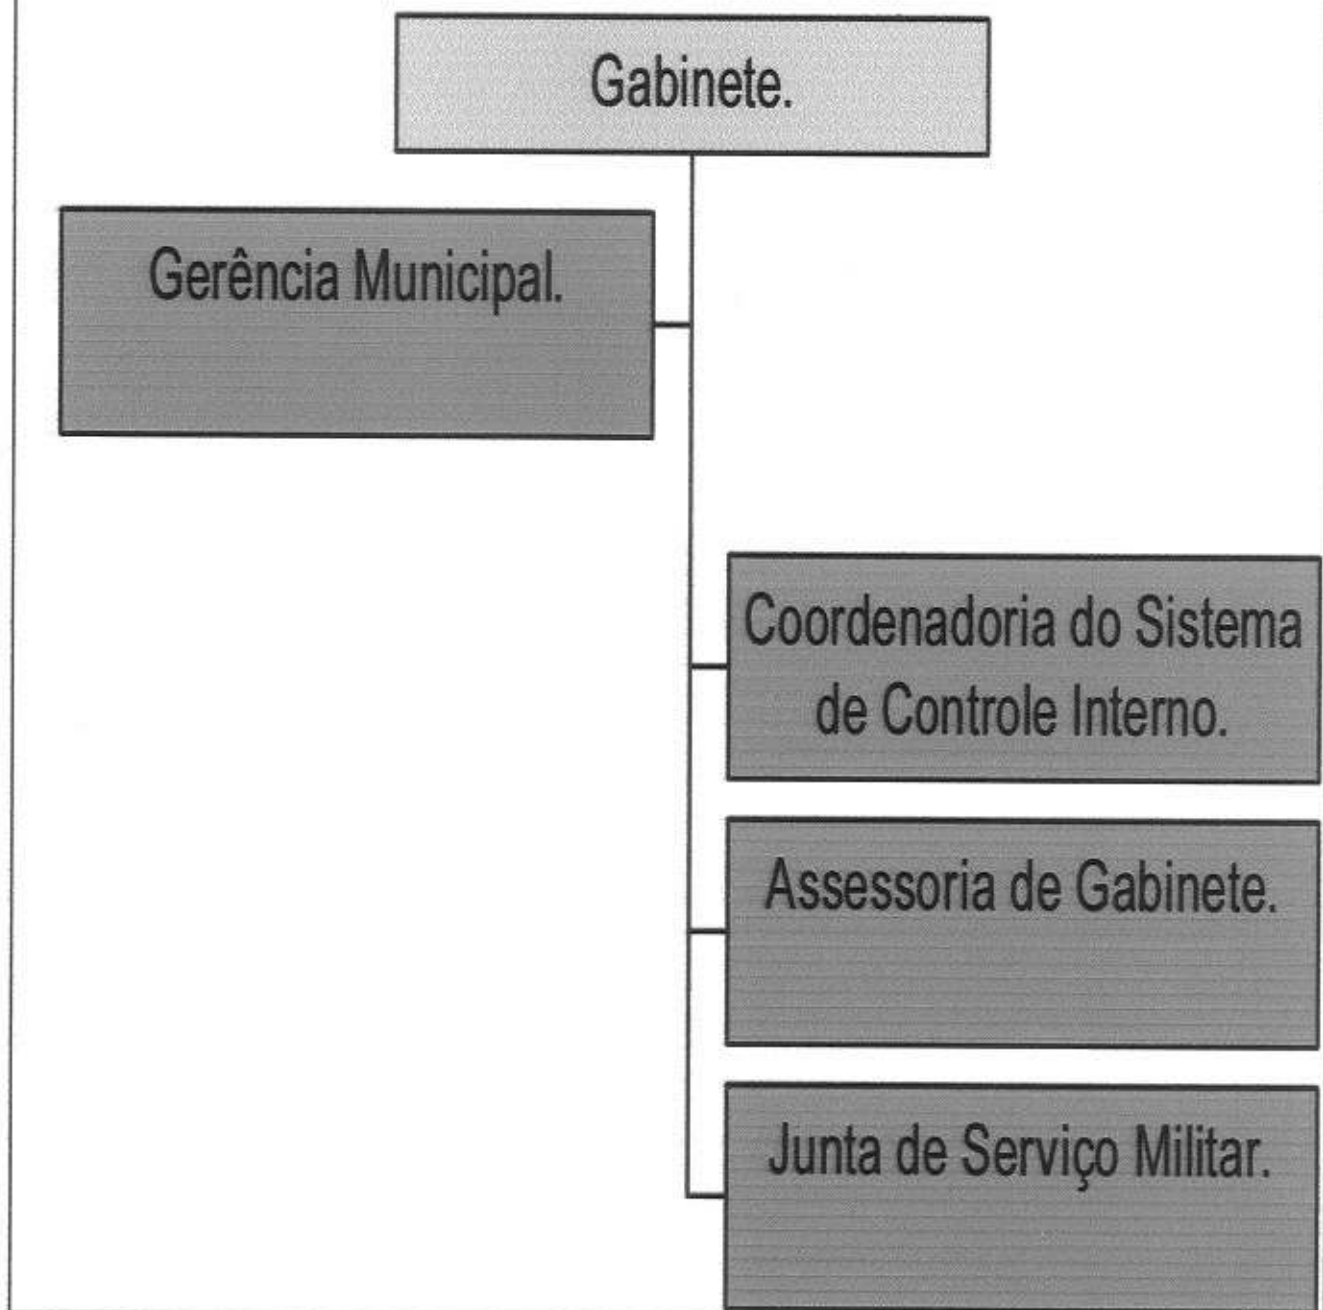 Gabinete.
Gerência Municipal.
Coordenadoria do Sistema
de Controle Interno.
Assessoria de Gabinete.
Junta de Serviço Militar.